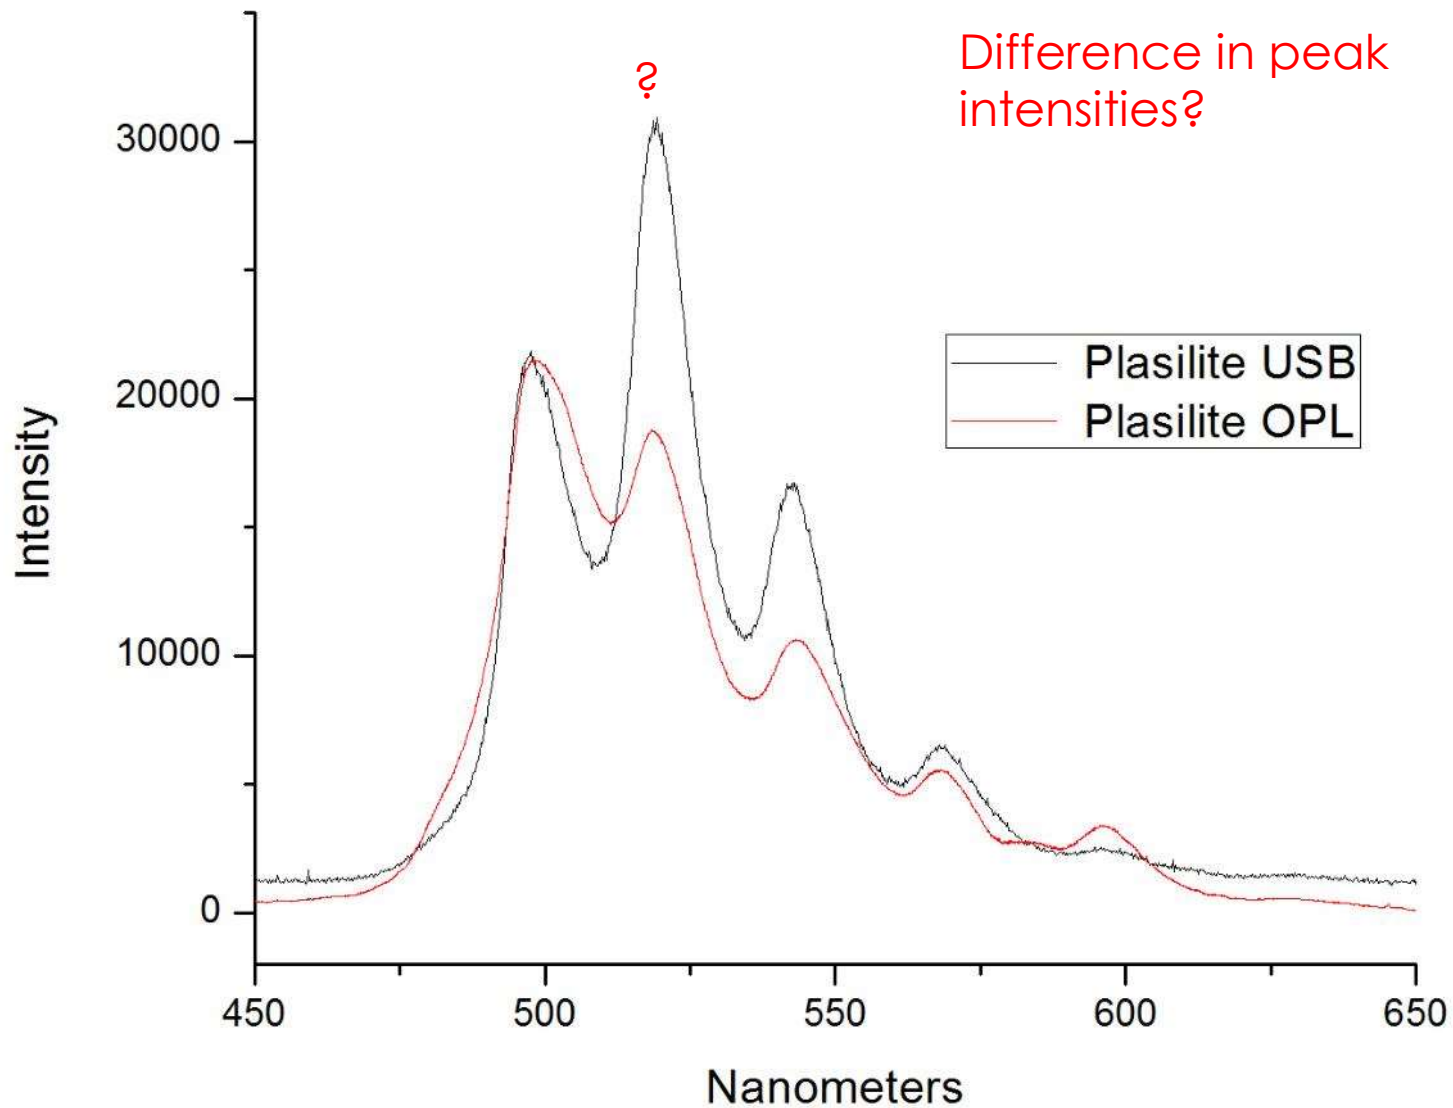 ?
Difference in peak
intensities?
30000
20000
10000
0
Intensity
Plasilite USB
Plasilite OPL
450
500
550
600
650
Nanometers